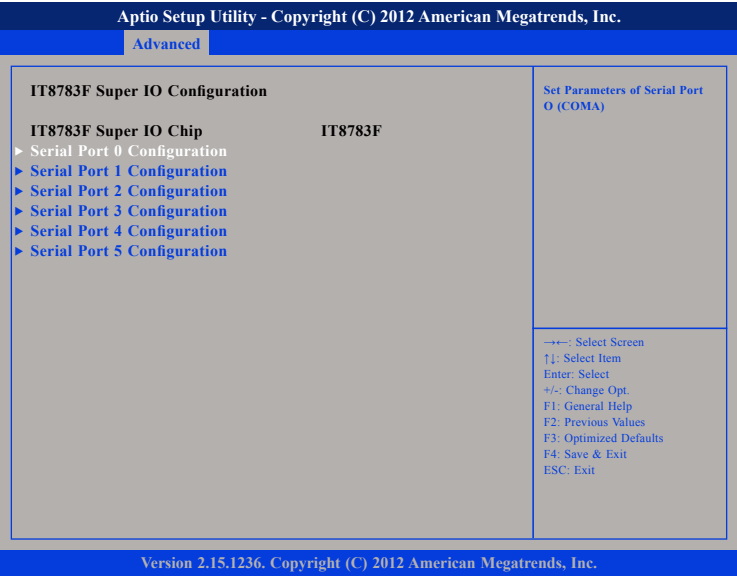 Aptio Setup Utility - Copyright (C) 2012 American Megatrends, Inc.
Advanced
IT8783F Super IO Configuration
IT8783F Super IO Chip IT8783F
► Serial Port 0 Configuration
► Serial Port 1 Configuration
► Serial Port 2 Configuration
► Serial Port 3 Configuration
► Serial Port 4 Configuration
► Serial Port 5 Configuration
Set Parameters of Serial Port
O (COMA)
→←: Select Screen
↑↓: Select Item
Enter: Select
+/-: Change Opt.
F1: General Help
F2: Previous Values
F3: Optimized Defaults
F4: Save & Exit
ESC: Exit
Version 2.15.1236. Copyright (C) 2012 American Megatrends, Inc.